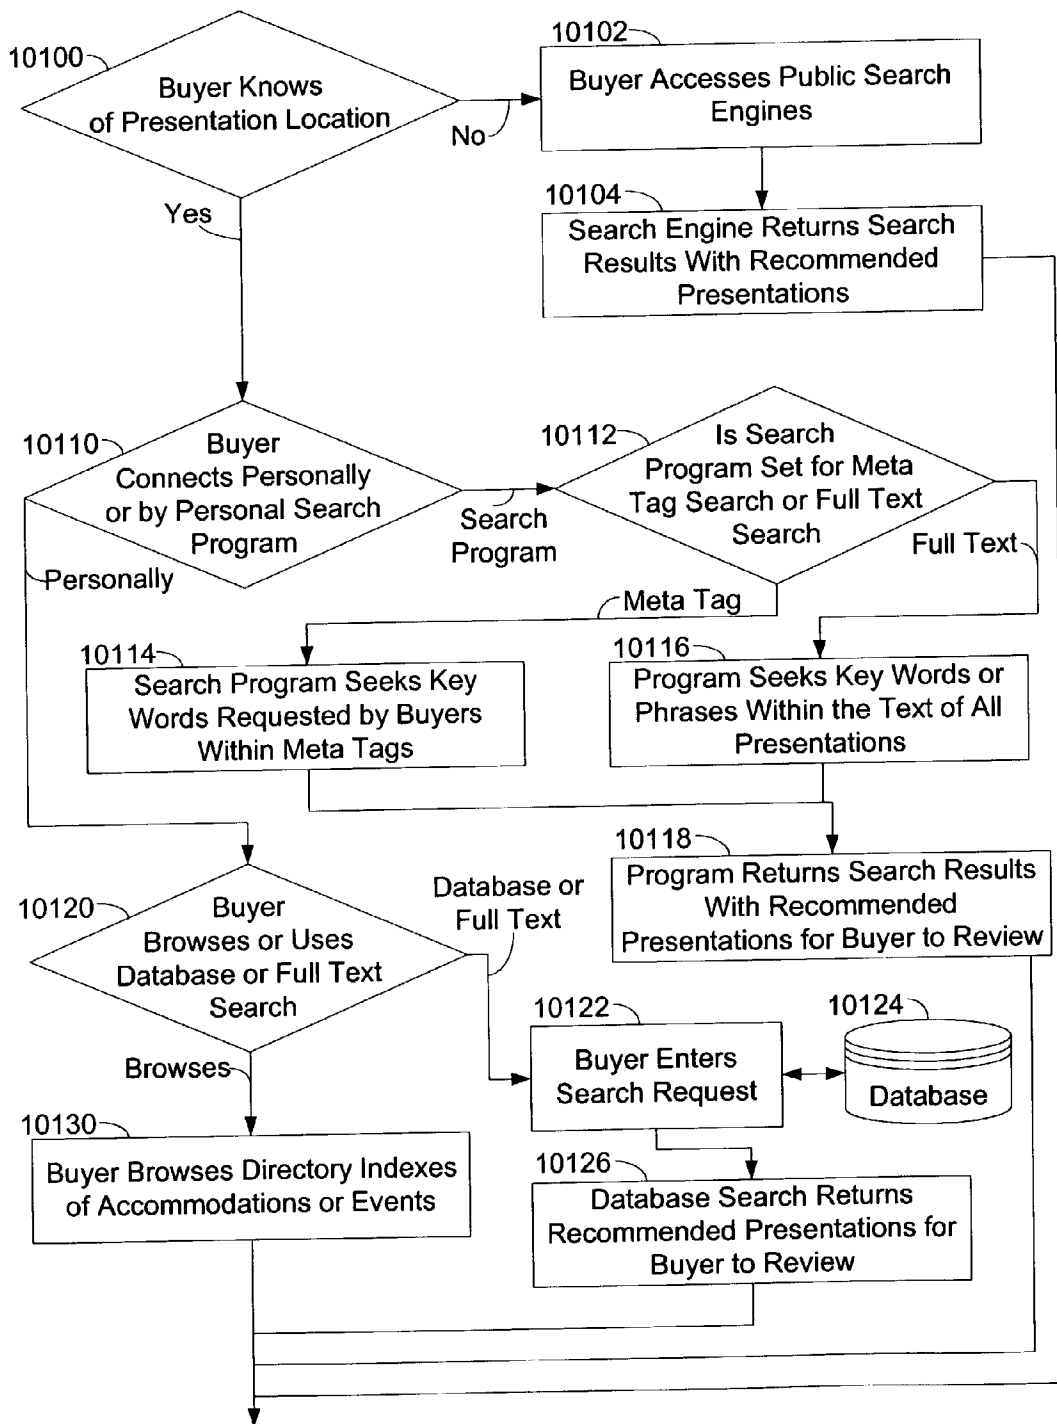 10100
Buyer Knows
of Presentation Location
No
Yes
10102
Buyer Accesses Public Search
Engines
10104
Search Engine Returns Search
Results With Recommended
Presentations
10110
Buyer
Connects Personally
or by Personal Search
Program
Search
Program
Personally
10112
Is Search
Program Set for Meta
Tag Search or Full Text
Search
Full Text
Meta Tag
10114
Search Program Seeks Key
Words Requested by Buyers
Within Meta Tags
10116
Program Seeks Key Words or
Phrases Within the Text of All
Presentations
10118
Program Returns Search Results
With Recommended
Presentations for Buyer to Review
10120
Buyer
Browses or Uses
Database or Full Text
Search
Database or
Full Text
Browses
10122
Buyer Enters
Search Request
10124
Database
10126
Database Search Returns
Recommended Presentations for
Buyer to Review
10130
Buyer Browses Directory Indexes
of Accommodations or Events